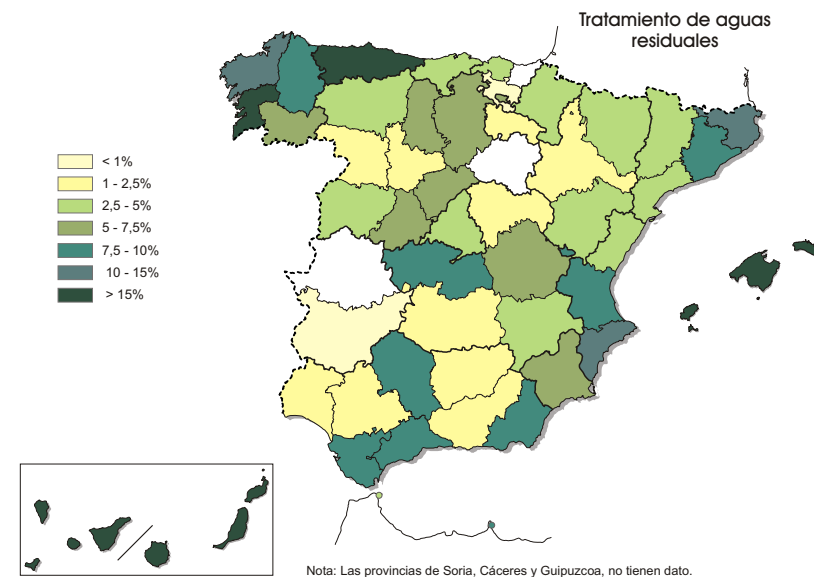 Tratamiento de aguas
residuales
< 1%
1 - 2,5%
2,5 - 5%
5 - 7,5%
7,5 - 10%
10 - 15%
> 15%
Nota: Las provincias de Soria, Cáceres y Guipuzcoa, no tienen dato.